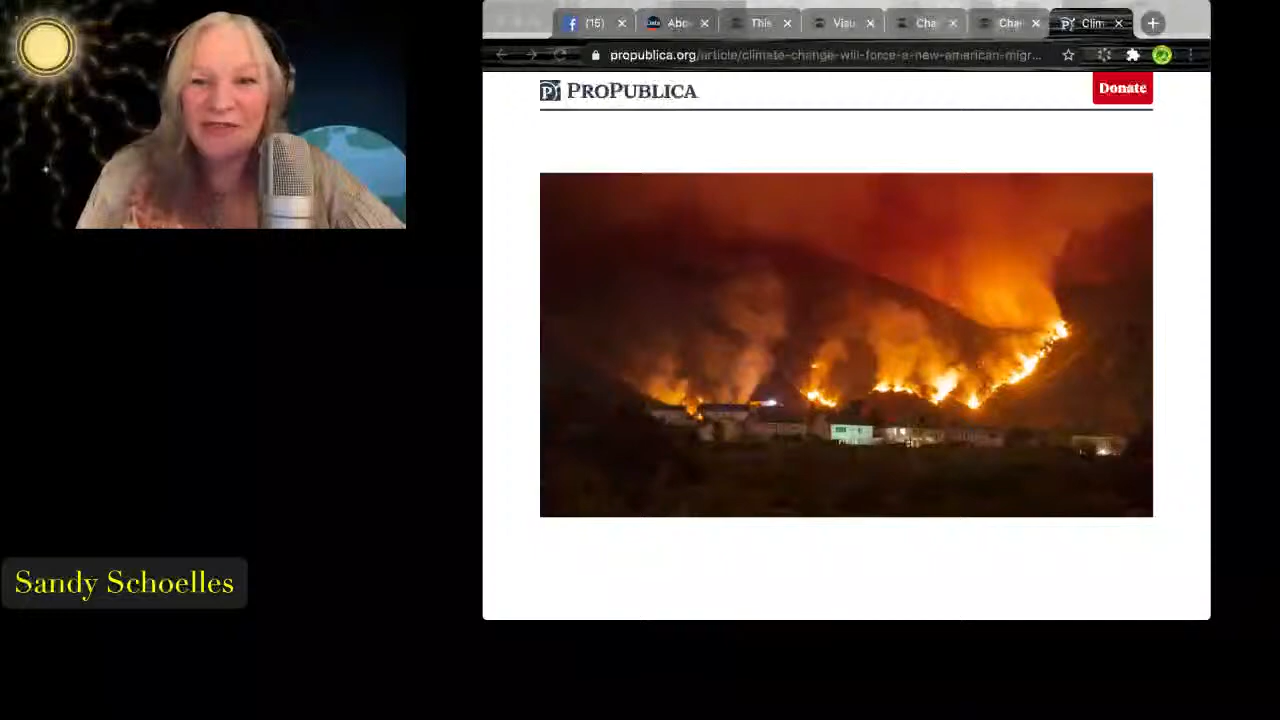 (15)
Abc
This
Visu
Cha
Cha
Clim
propublica.org/article/climate-change-will-force-a-new-american-migr...
PROPUBLICA
Donate
Sandy Schoelles